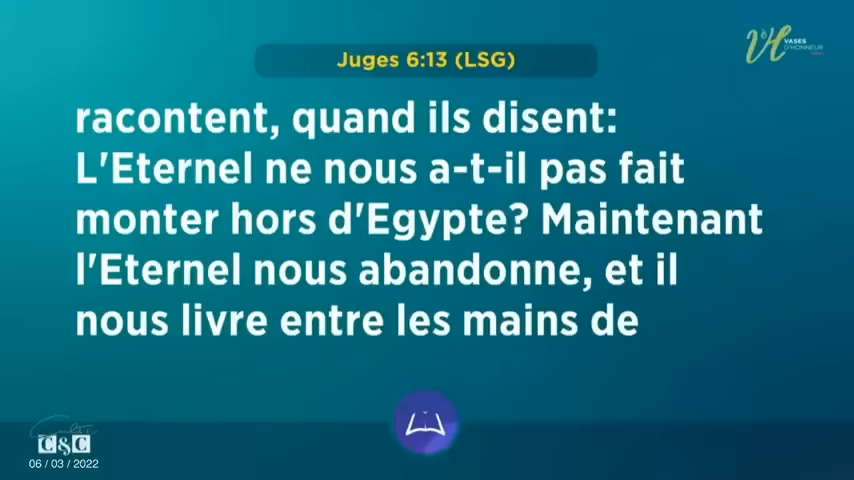 VH VASES
D'HONNEUR
Juges 6:13 (LSG)
racontent, quand ils disent:
L'Eternel ne nous a-t-il pas fait
monter hors d'Egypte? Maintenant
l'Eternel nous abandonne, et il
nous livre entre les mains de
C&C
06 / 03 / 2022